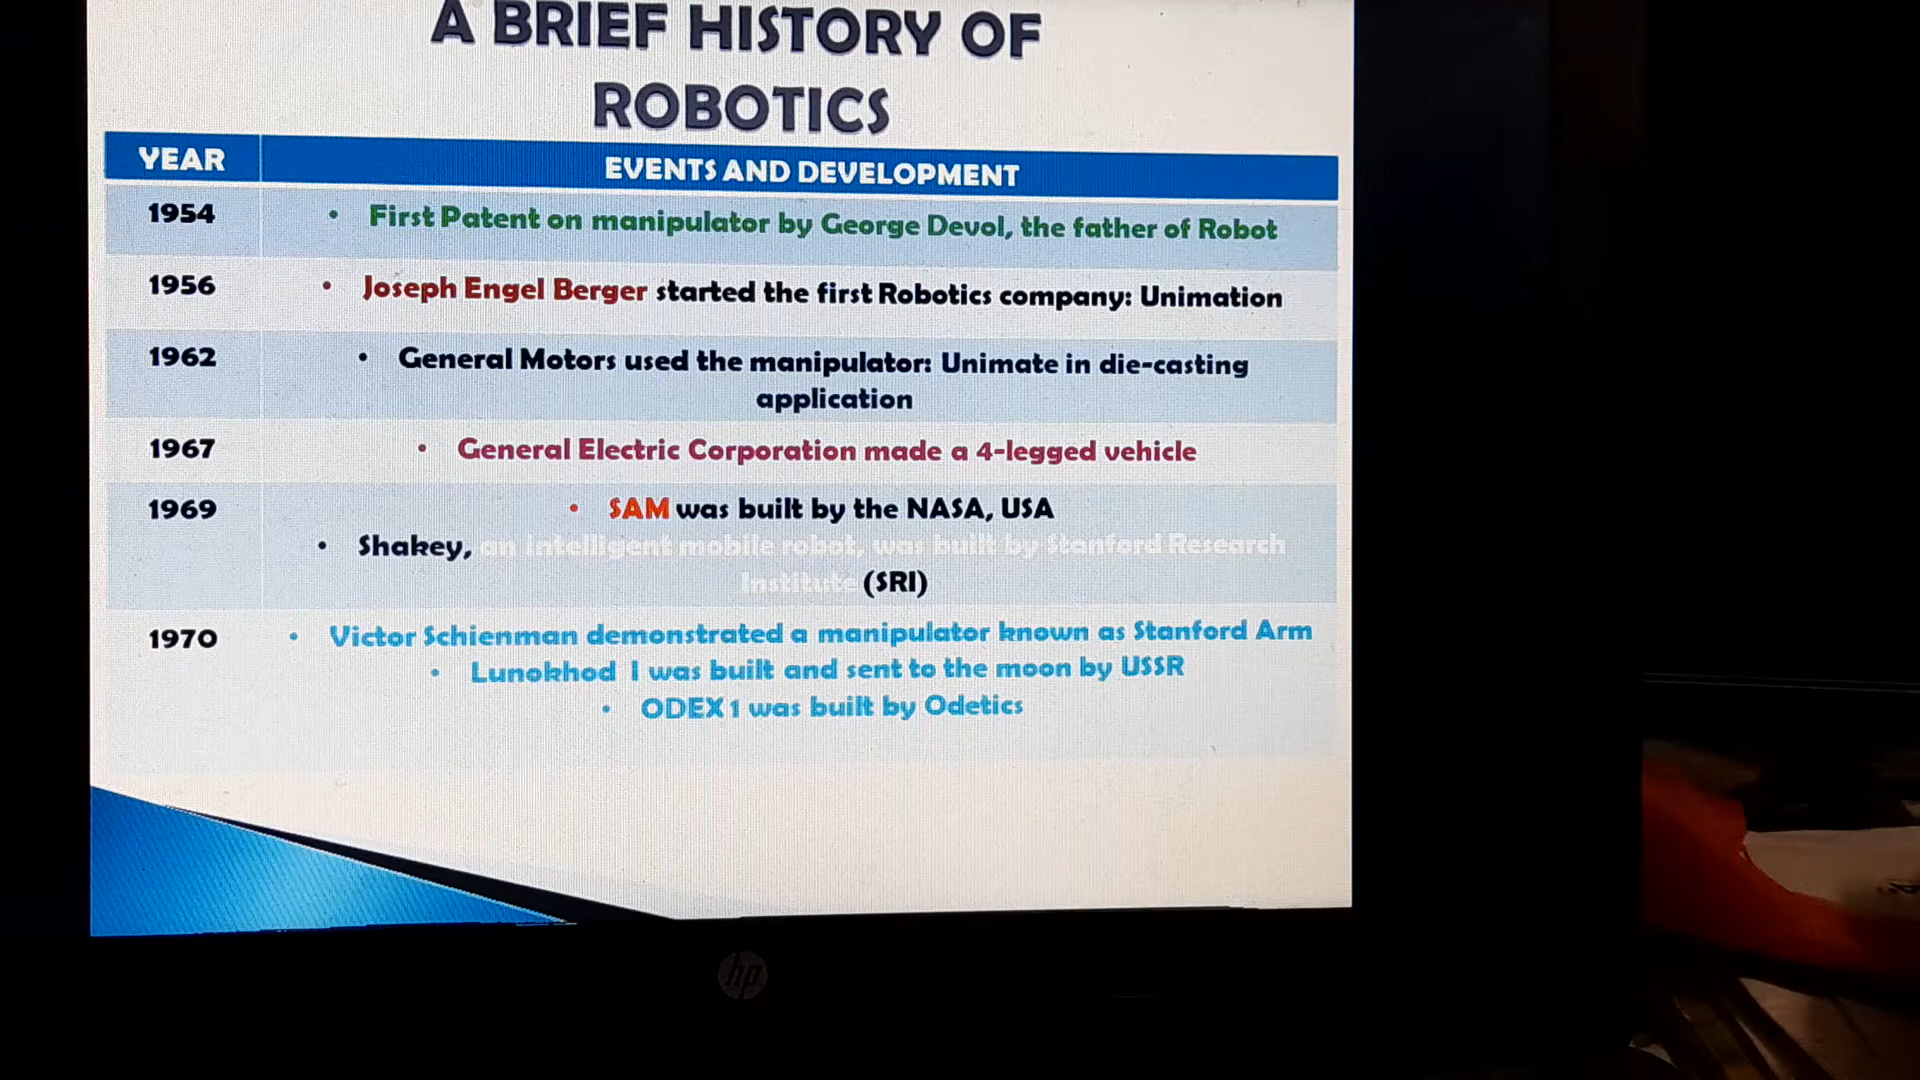 A BRIEF HISTORY OF
ROBOTICS
YEAR EVENTS AND DEVELOPMENT
1954 • First Patent on manipulator by George Devol, the father of Robot
1956 • Joseph Engel Berger started the first Robotics company: Unimation
1962 • General Motors used the manipulator: Unimate in die-casting
application
1967 • General Electric Corporation made a 4-legged vehicle
1969 • SAM was built by the NASA, USA
• Shakey, an intelligent mobile robot, was built by Stanford Research
Institute (SRI)
1970 • Victor Schienman demonstrated a manipulator known as Stanford Arm
• Lunokhod I was built and sent to the moon by USSR
• ODEX 1 was built by Odetics
hp